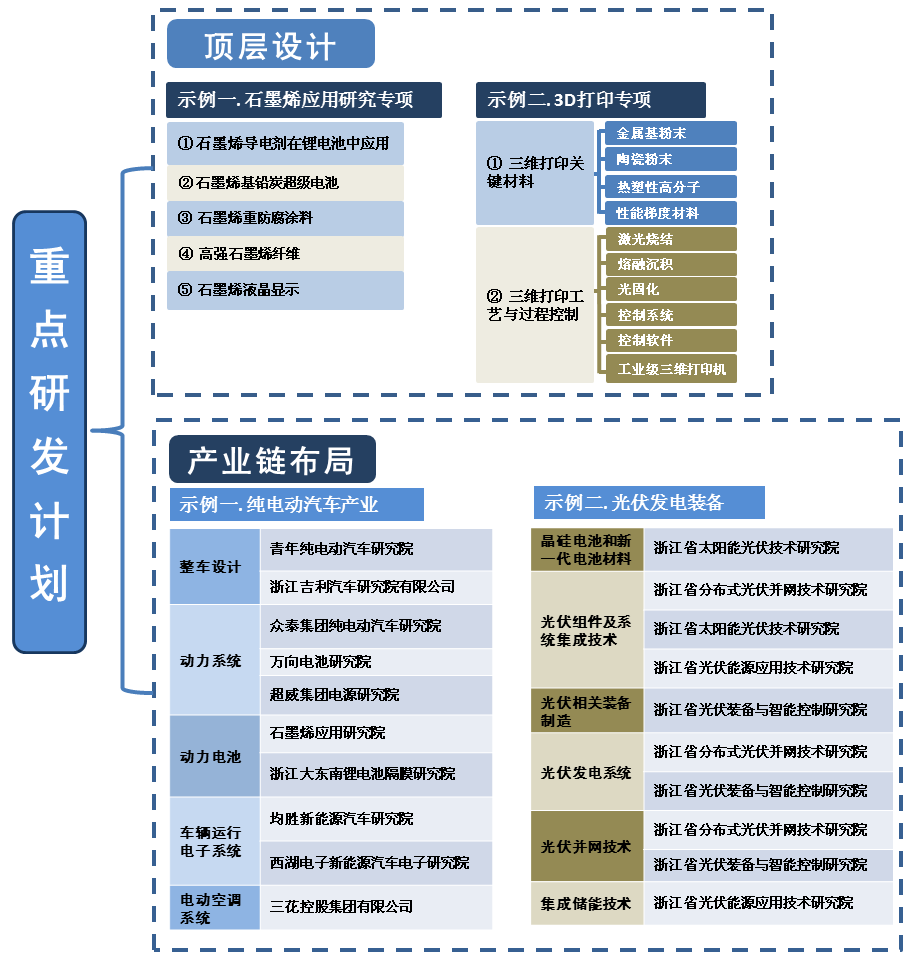 重点研发计划
顶层设计
示例一.石墨烯应用研究专项
①石墨烯导电剂在锂电池中应用
②石墨烯基铅炭超级电池
③ 石墨烯重防腐涂料
④ 高强石墨烯纤维
⑤ 石墨烯液晶显示
示例二.3D打印专项
① 三维打印关
键材料
金属基粉末
陶瓷粉末
热塑性高分子
性能梯度材料
② 三维打印工
艺与过程控制
激光烧结
熔融沉积
光固化
控制系统
控制软件
工业级三维打印机
产业链布局
示例一.纯电动汽车产业
整车设计
青年纯电动汽车研究院
浙江吉利汽车研究院有限公司
动力系统
众泰集团纯电动汽车研究院
万向电池研究院
超威集团电源研究院
动力电池
石墨烯应用研究院
浙江大东南锂电池隔膜研究院
车辆运行
电子系统
均胜新能源汽车研究院
西湖电子新能源汽车电子研究院
电动空调
系统
三花控股集团有限公司
示例二.光伏发电装备
晶硅电池和新
一代电池材料
浙江省太阳能光伏技术研究院
光伏组件及系
统集成技术
浙江省分布式光伏并网技术研究院
浙江省太阳能光伏技术研究院
浙江省光伏能源应用技术研究院
光伏相关装备
制造
浙江省光伏装备与智能控制研究院
光伏发电系统
浙江省分布式光伏并网技术研究院
浙江省光伏装备与智能控制研究院
光伏并网技术
浙江省分布式光伏并网技术研究院
浙江省光伏装备与智能控制研究院
集成储能技术
浙江省光伏能源应用技术研究院